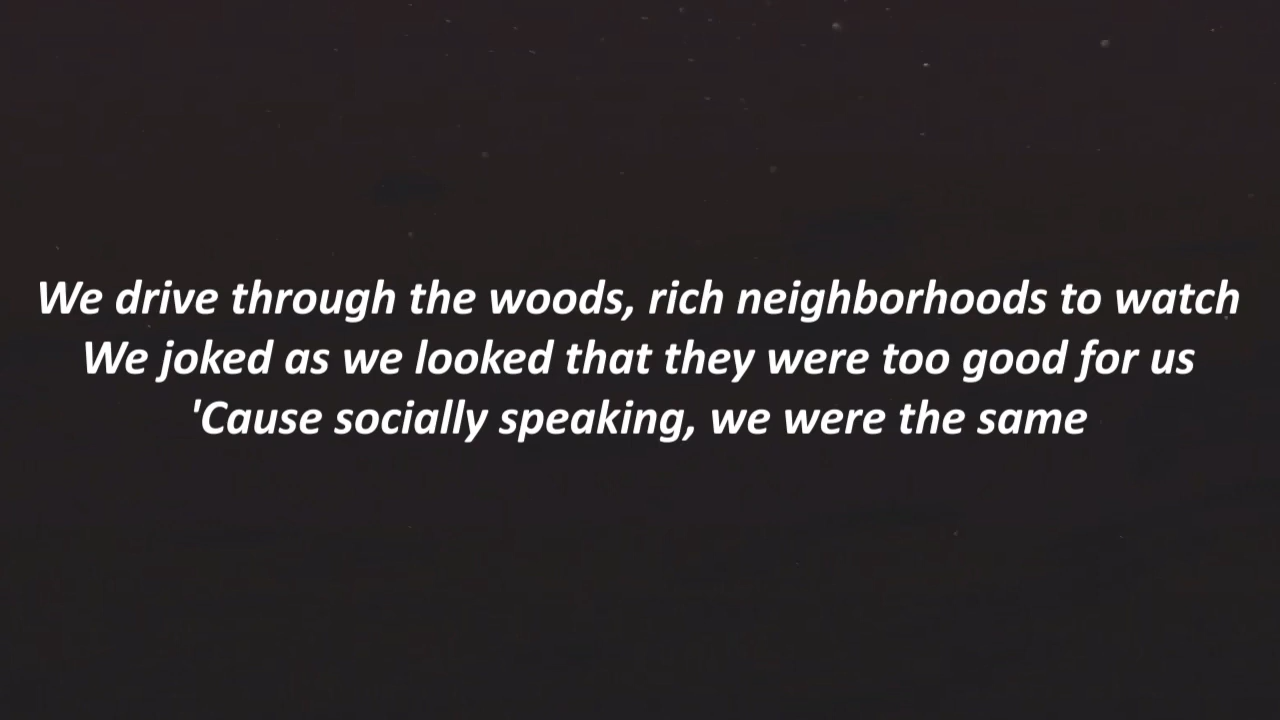 We drive through the woods, rich neighborhoods to watch
We joked as we looked that they were too good for us
'Cause socially speaking, we were the same